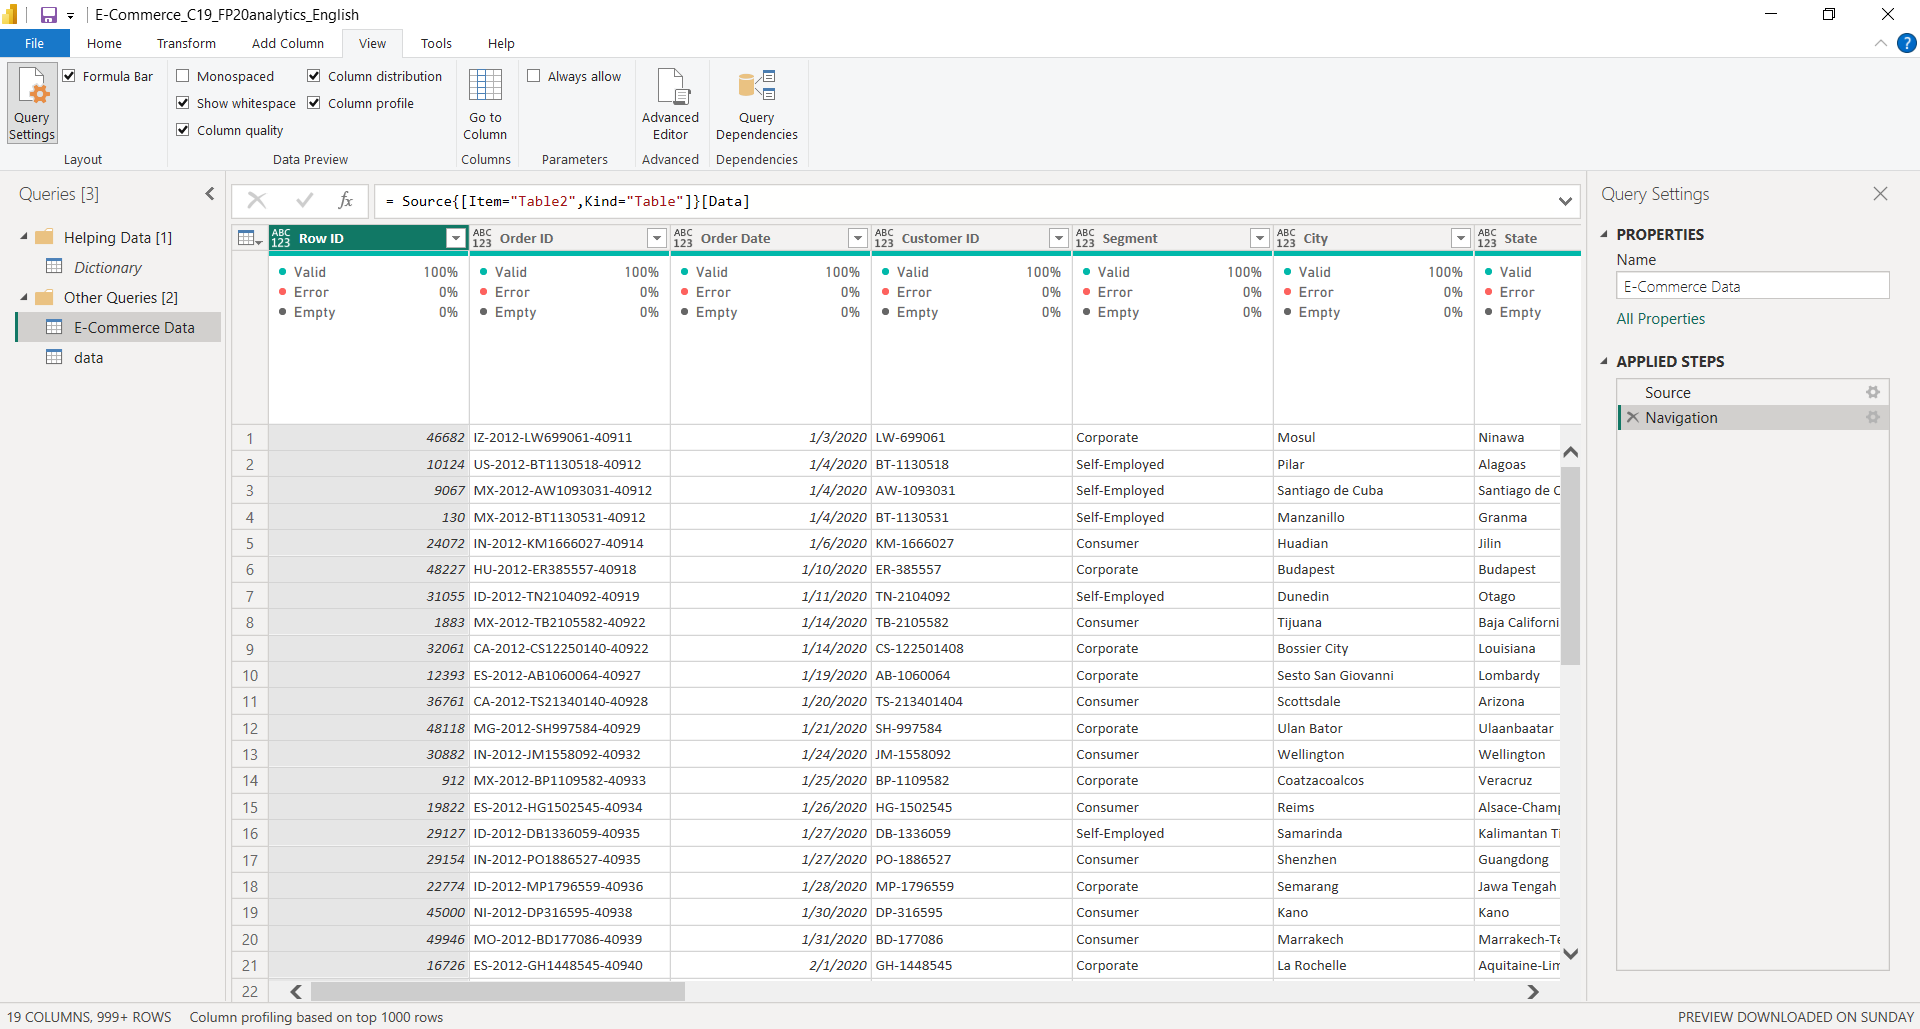 E-Commerce_C19_FP20analytics_English
File Home Transform Add Column View Tools Help
Query Settings
Formula Bar
Layout
Monospaced
Show whitespace
Column quality
Column distribution
Column profile
Data Preview
Go to Column
Columns
Always allow
Parameters
Advanced Editor
Advanced
Query Dependencies
Dependencies
Queries [3]
Helping Data [1]
Dictionary
Other Queries [2]
E-Commerce Data
data
fx = Source{[Item="Table2",Kind="Table"]}[Data]
ABC 123 Row ID ABC 123 Order ID ABC 123 Order Date ABC 123 Customer ID ABC 123 Segment ABC 123 City ABC 123 State
Valid 100% Valid 100% Valid 100% Valid 100% Valid 100% Valid 100% Valid
Error 0% Error 0% Error 0% Error 0% Error 0% Error 0% Error
Empty 0% Empty 0% Empty 0% Empty 0% Empty 0% Empty 0% Empty
1 46682 IZ-2012-LW699061-40911 1/3/2020 LW-699061 Corporate Mosul Ninawa
2 10124 US-2012-BT1130518-40912 1/4/2020 BT-1130518 Self-Employed Pilar Alagoas
3 9067 MX-2012-AW1093031-40912 1/4/2020 AW-1093031 Self-Employed Santiago de Cuba Santiago de C
4 130 MX-2012-BT1130531-40912 1/4/2020 BT-1130531 Self-Employed Manzanillo Granma
5 24072 IN-2012-KM1666027-40914 1/6/2020 KM-1666027 Consumer Huadian Jilin
6 48227 HU-2012-ER385557-40918 1/10/2020 ER-385557 Corporate Budapest Budapest
7 31055 ID-2012-TN2104092-40919 1/11/2020 TN-2104092 Self-Employed Dunedin Otago
8 1883 MX-2012-TB2105582-40922 1/14/2020 TB-2105582 Consumer Tijuana Baja Californi
9 32061 CA-2012-CS12250140-40922 1/14/2020 CS-122501408 Corporate Bossier City Louisiana
10 12393 ES-2012-AB1060064-40927 1/19/2020 AB-1060064 Corporate Sesto San Giovanni Lombardy
11 36761 CA-2012-TS21340140-40928 1/20/2020 TS-213401404 Consumer Scottsdale Arizona
12 48118 MG-2012-SH997584-40929 1/21/2020 SH-997584 Corporate Ulan Bator Ulaanbaatar
13 30882 IN-2012-JM1558092-40932 1/24/2020 JM-1558092 Consumer Wellington Wellington
14 912 MX-2012-BP1109582-40933 1/25/2020 BP-1109582 Corporate Coatzacoalcos Veracruz
15 19822 ES-2012-HG1502545-40934 1/26/2020 HG-1502545 Consumer Reims Alsace-Champ
16 29127 ID-2012-DB1336059-40935 1/27/2020 DB-1336059 Self-Employed Samarinda Kalimantan Ti
17 29154 IN-2012-PO1886527-40935 1/27/2020 PO-1886527 Consumer Shenzhen Guangdong
18 22774 ID-2012-MP1796559-40936 1/28/2020 MP-1796559 Corporate Semarang Jawa Tengah
19 45000 NI-2012-DP316595-40938 1/30/2020 DP-316595 Consumer Kano Kano
20 49946 MO-2012-BD177086-40939 1/31/2020 BD-177086 Consumer Marrakech Marrakech-Te
21 16726 ES-2012-GH1448545-40940 2/1/2020 GH-1448545 Corporate La Rochelle Aquitaine-Lim
22
Query Settings
PROPERTIES
Name
E-Commerce Data
All Properties
APPLIED STEPS
Source
Navigation
19 COLUMNS, 999+ ROWS Column profiling based on top 1000 rows PREVIEW DOWNLOADED ON SUNDAY